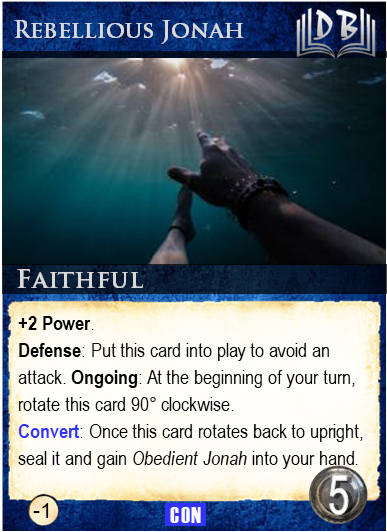 Rebellious Jonah
DB
Faithful
+2 Power.
Defense: Put this card into play to avoid an
attack. Ongoing: At the beginning of your turn,
rotate this card 90° clockwise.
Convert: Once this card rotates back to upright,
seal it and gain Obedient Jonah into your hand.
-1
CON
5